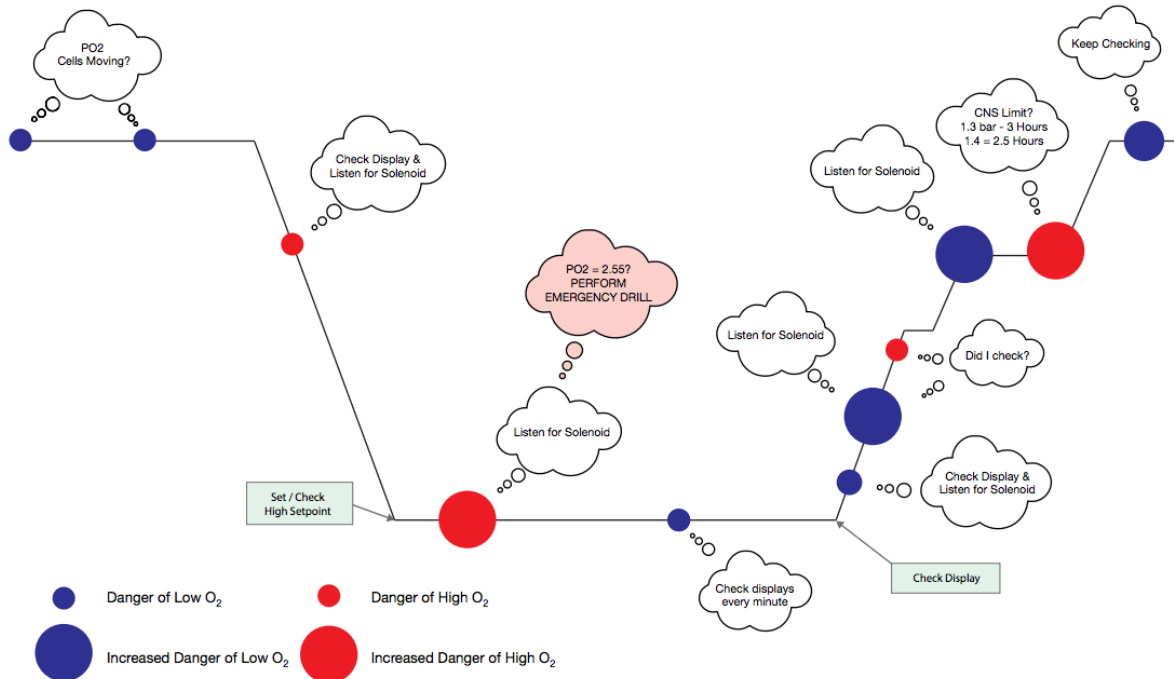 PO2
Cells Moving?
Check Display &
Listen for Solenoid
PO2 = 2.55?
PERFORM
EMERGENCY DRILL
Listen for Solenoid
Set / Check
High Setpoint
Check displays
every minute
Check Display
Check Display &
Listen for Solenoid
Listen for Solenoid
Did I check?
Listen for Solenoid
CNS Limit?
1.3 bar - 3 Hours
1.4 = 2.5 Hours
Keep Checking
Danger of Low O₂
Danger of High O₂
Increased Danger of Low O₂
Increased Danger of High O₂